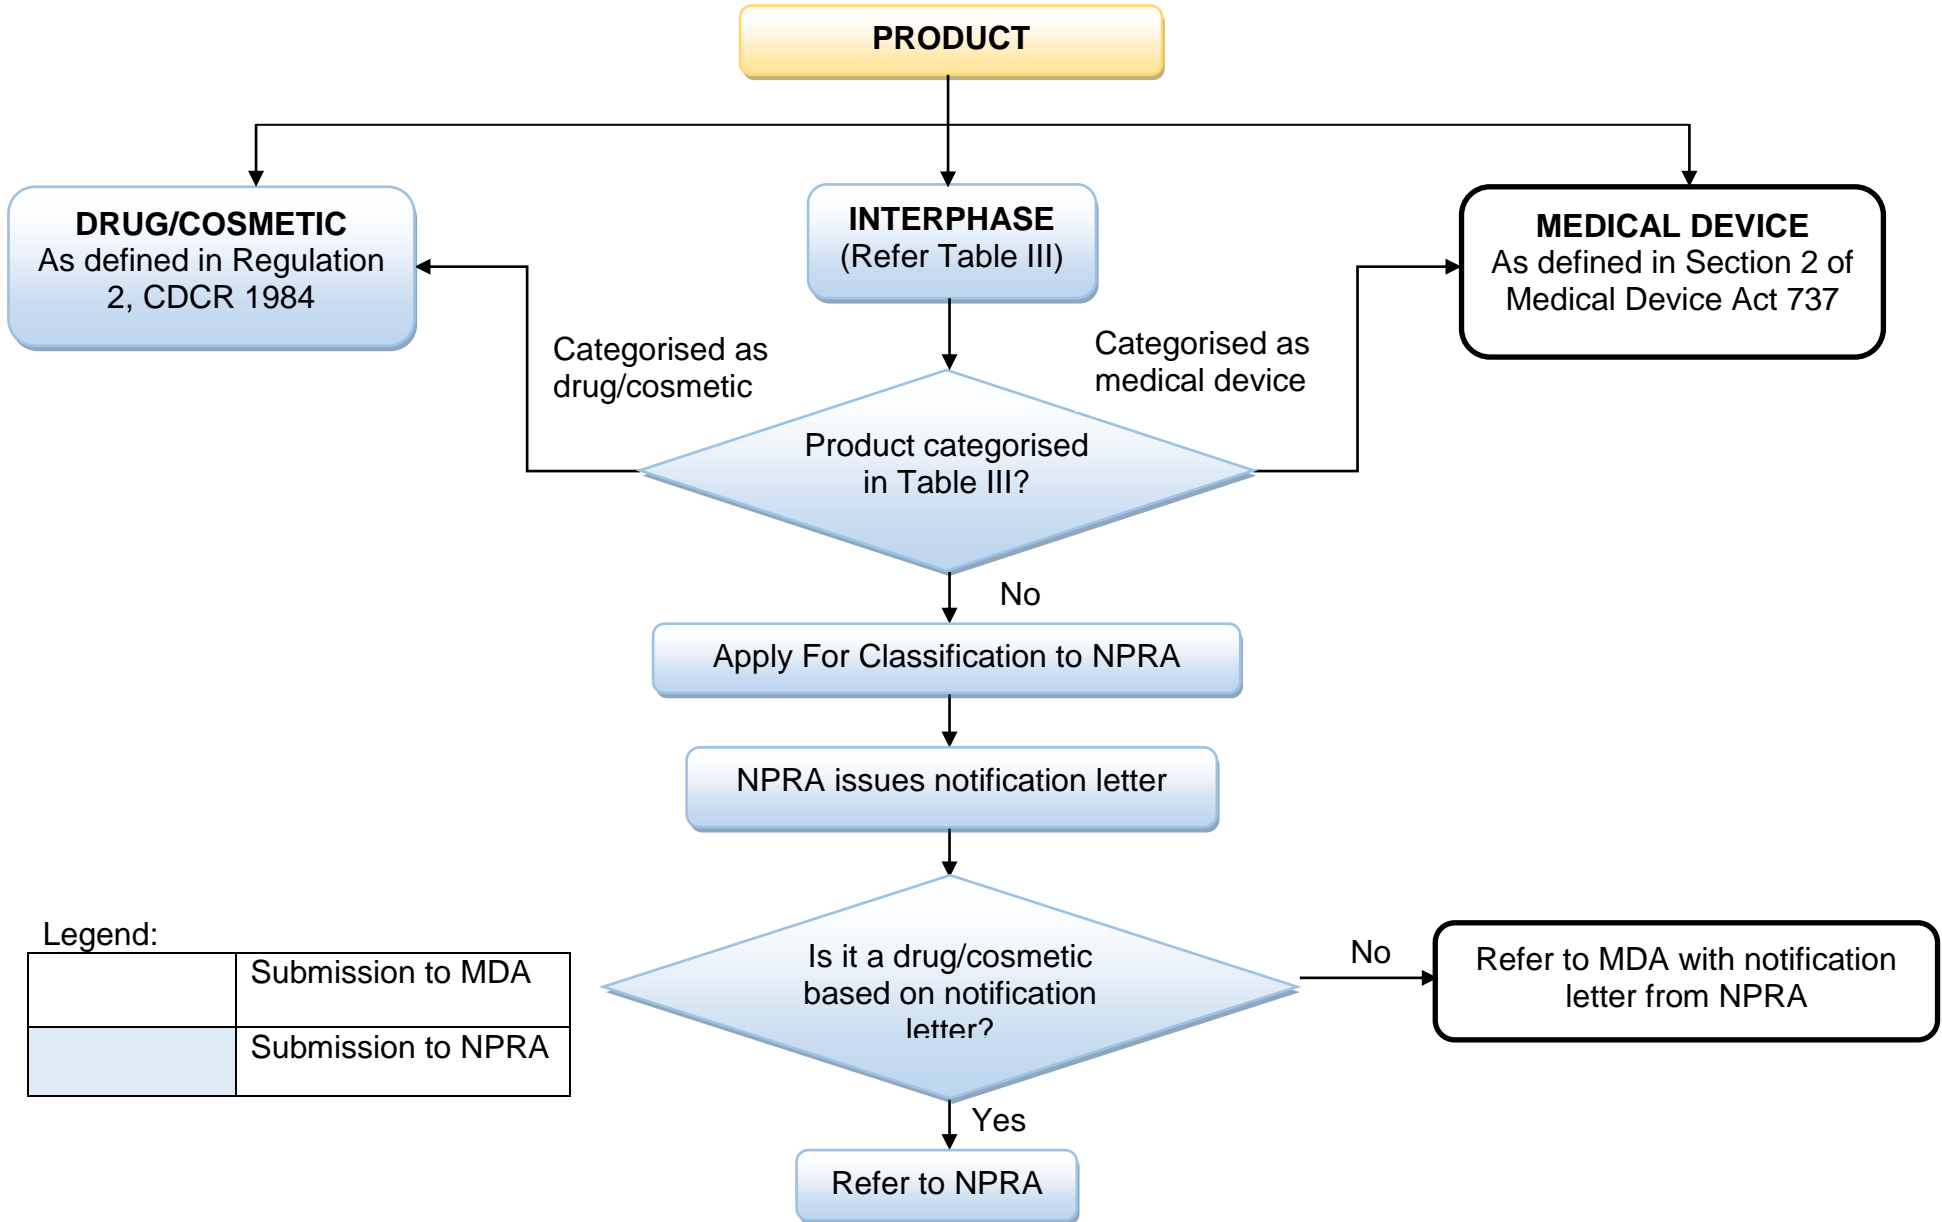 PRODUCT
DRUG/COSMETIC
As defined in Regulation
2, CDCR 1984
INTERPHASE
(Refer Table III)
MEDICAL DEVICE
As defined in Section 2 of
Medical Device Act 737
Categorised as
drug/cosmetic
Categorised as
medical device
Product categorised
in Table III?
No
Apply For Classification to NPRA
NPRA issues notification letter
Legend:
Submission to MDA
Submission to NPRA
Is it a drug/cosmetic
based on notification
letter?
No
Refer to MDA with notification
letter from NPRA
Yes
Refer to NPRA